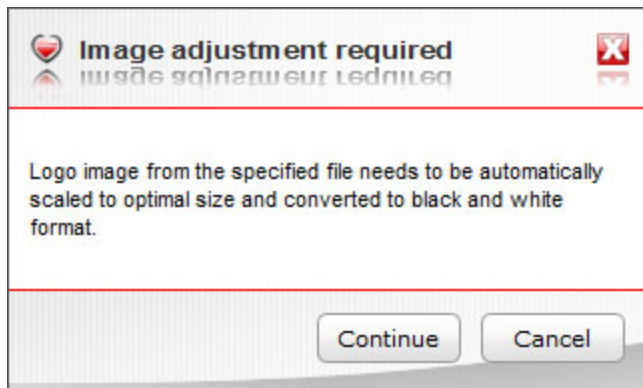 Image adjustment required
Logo image from the specified file needs to be automatically
scaled to optimal size and converted to black and white
format.
Continue Cancel